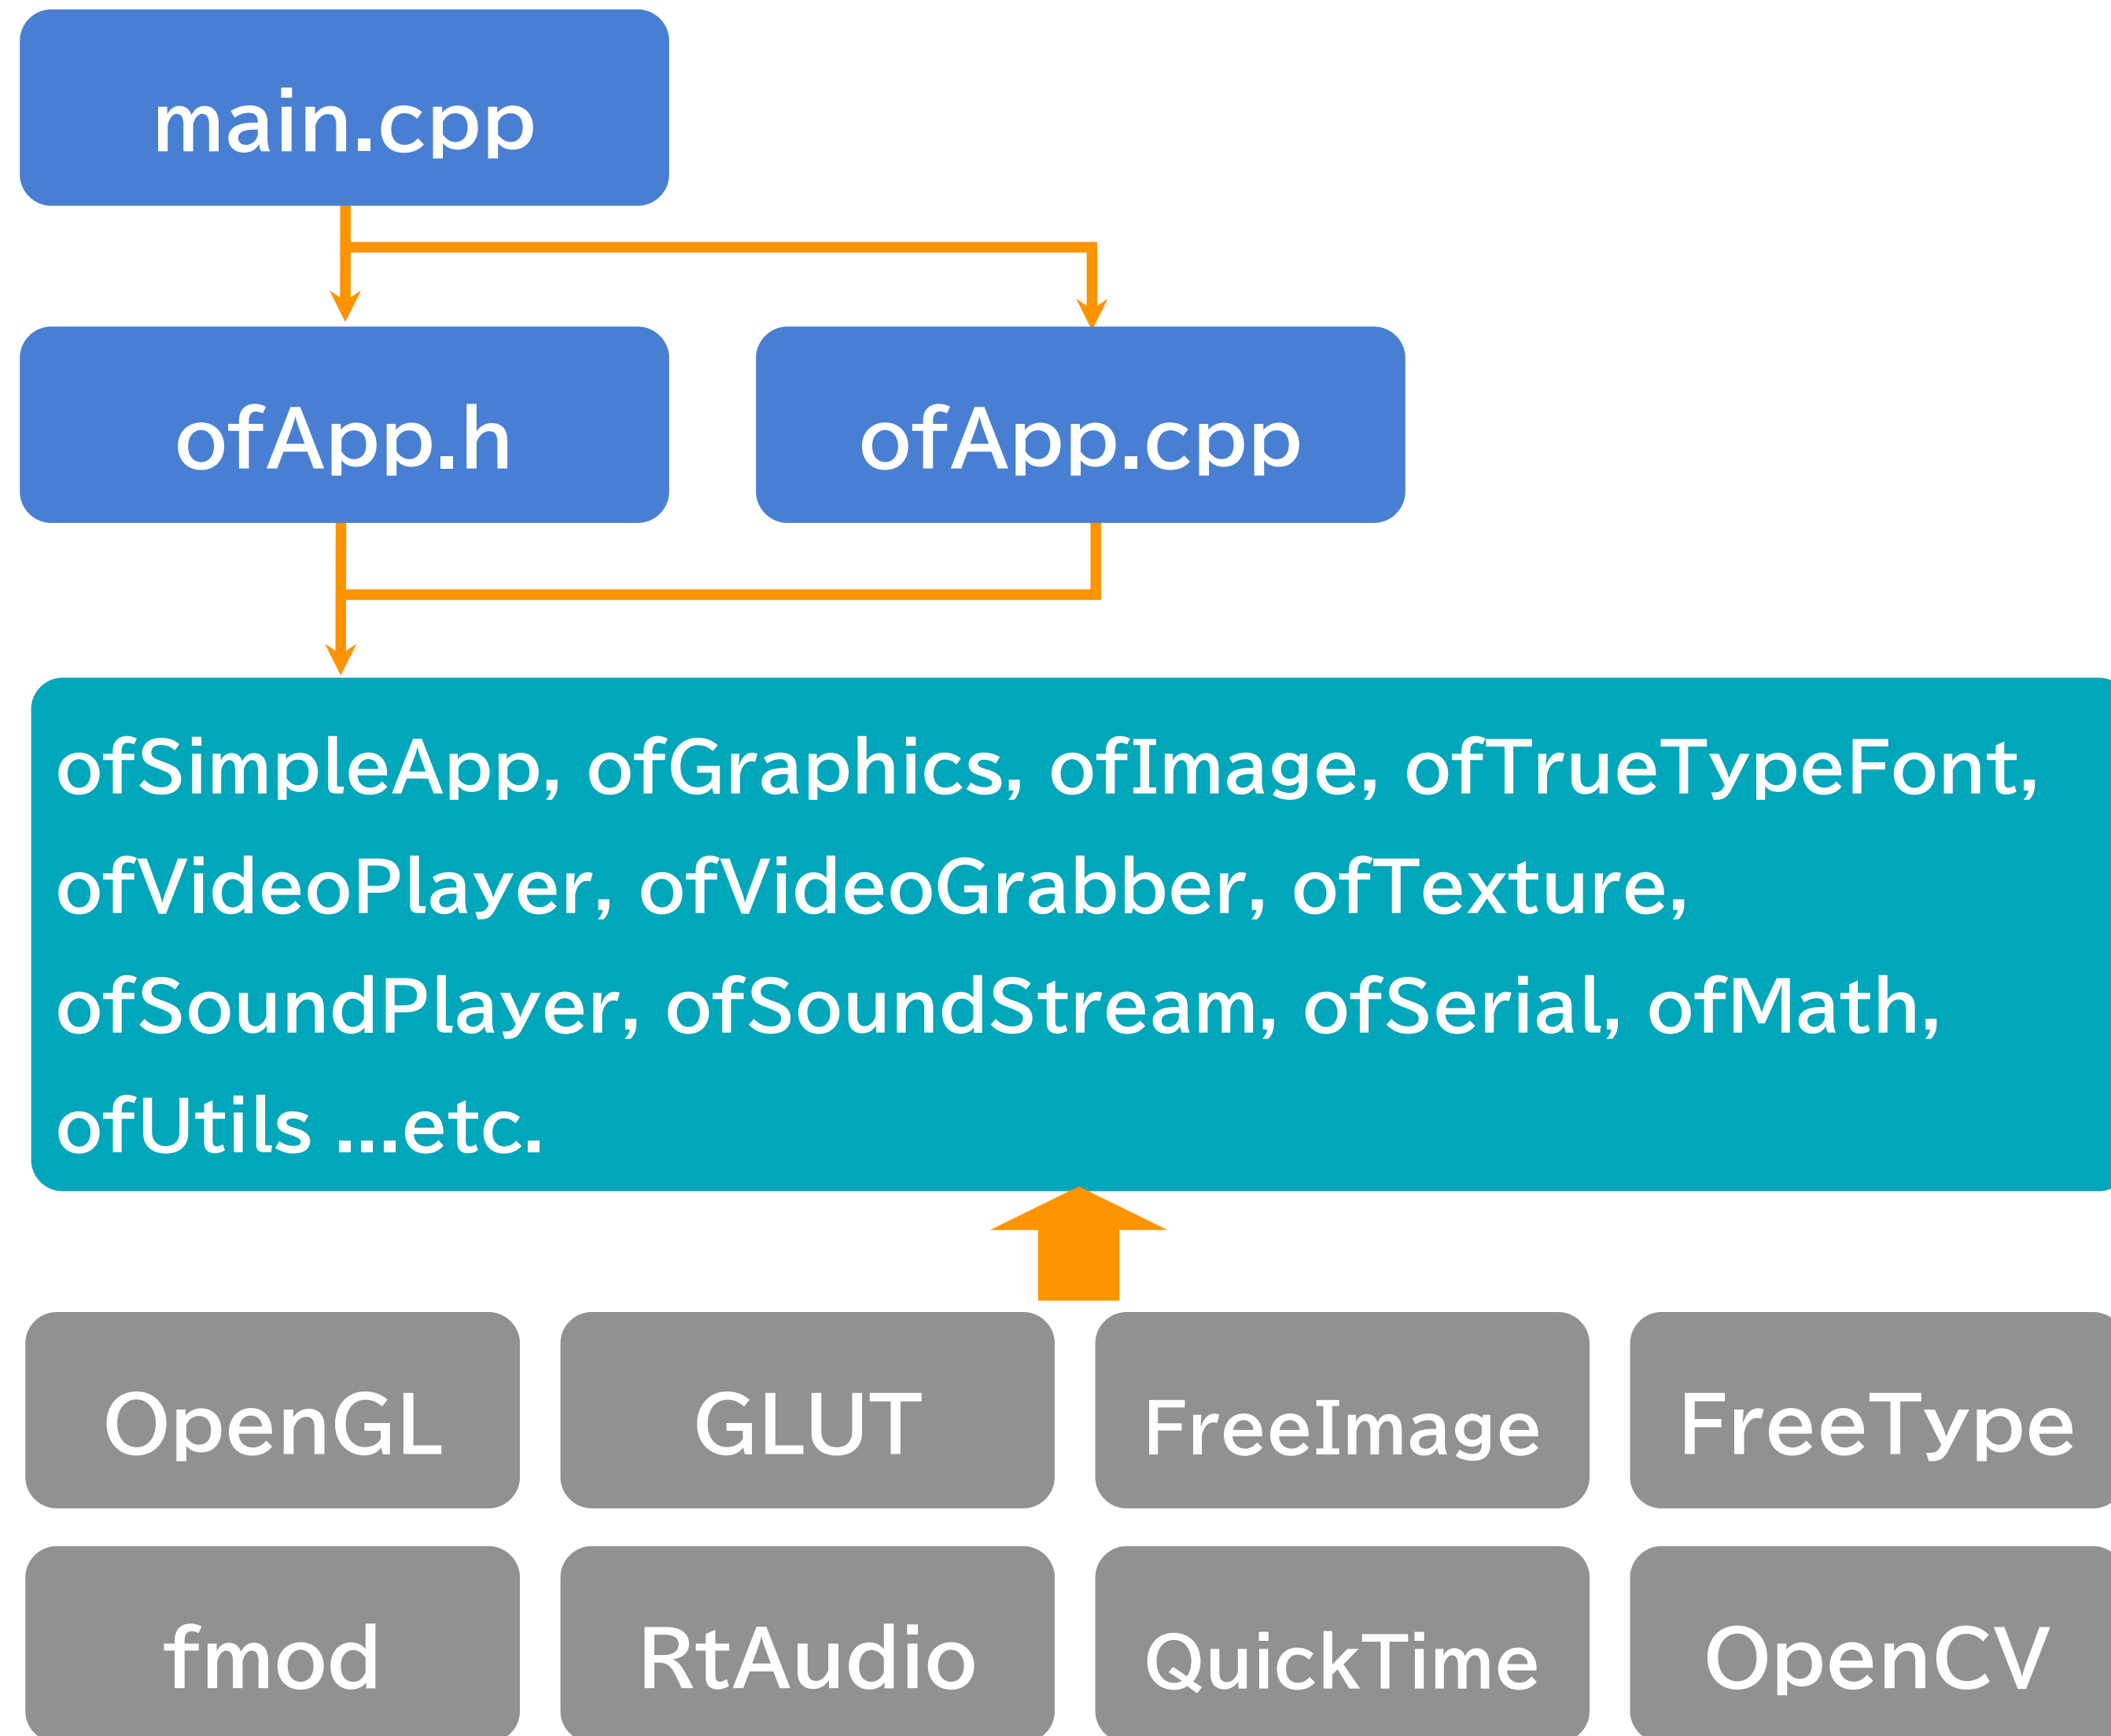 main.cpp
ofApp.h
ofApp.cpp
ofSimpleApp, ofGraphics, ofImage, ofTrueTypeFont,
ofVideoPlayer, ofVideoGrabber, ofTexture,
ofSoundPlayer, ofSoundStream, ofSerial, ofMath,
ofUtils ...etc.
OpenGL
GLUT
FreeImage
FreeType
fmod
RtAudio
QuickTime
OpenCV